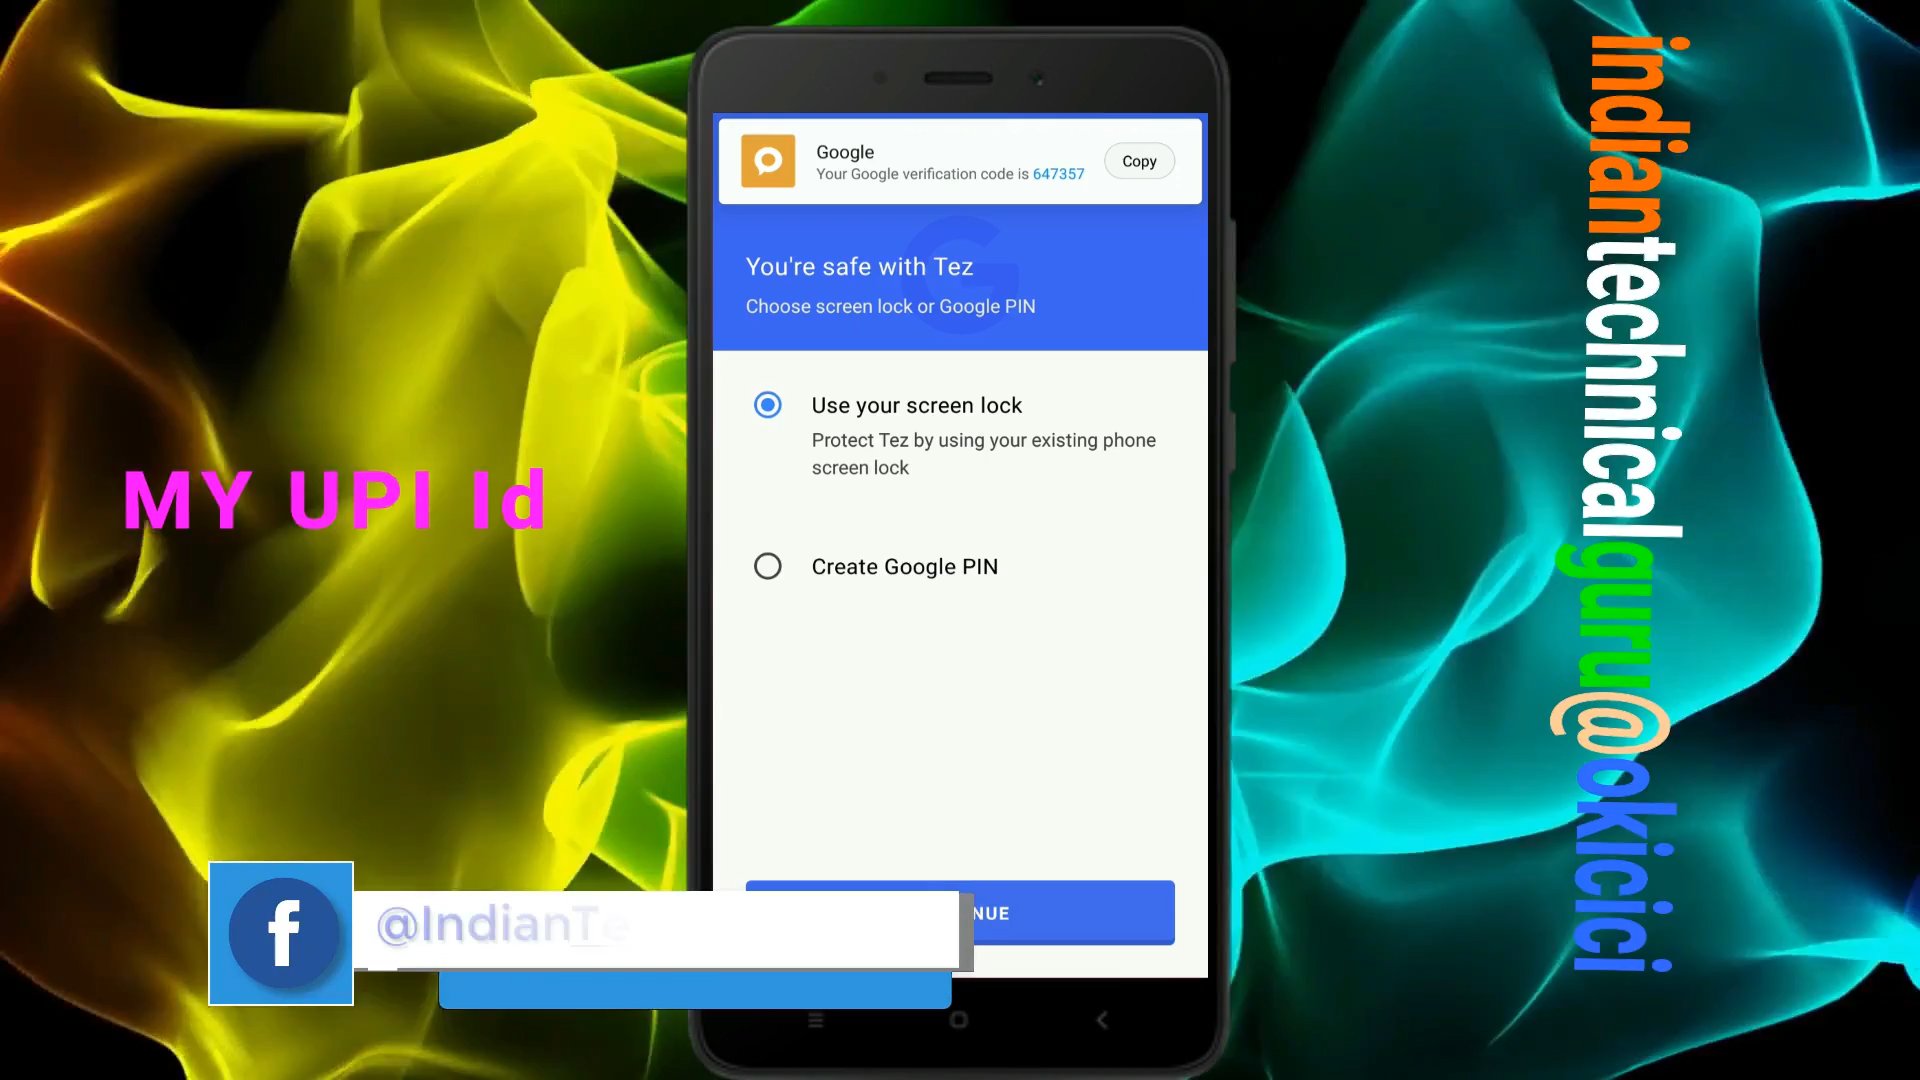 Google
Your Google verification code is 647357
Copy
You're safe with Tez
Choose screen lock or Google PIN
Use your screen lock
Protect Tez by using your existing phone
screen lock
Create Google PIN
NUE
MY UPI Id
indiantechnicalguru@okicici
f
@IndianTe